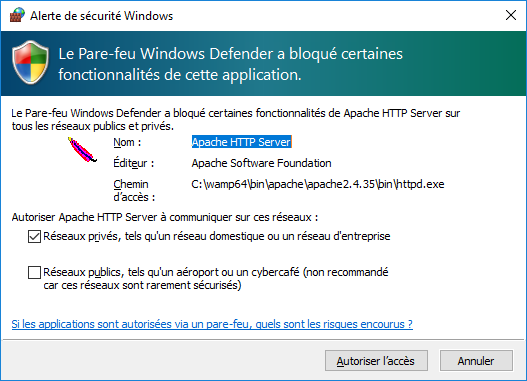 Alerte de sécurité Windows
Le Pare-feu Windows Defender a bloqué certaines
fonctionnalités de cette application.
Le Pare-feu Windows Defender a bloqué certaines fonctionnalités de Apache HTTP Server sur
tous les réseaux publics et privés.
Nom : Apache HTTP Server
Éditeur : Apache Software Foundation
Chemin C:\wamp64\bin\apache\apache2.4.35\bin\httpd.exe
d'accès :
Autoriser Apache HTTP Server à communiquer sur ces réseaux :
Réseaux privés, tels qu'un réseau domestique ou un réseau d'entreprise
Réseaux publics, tels qu'un aéroport ou un cybercafé (non recommandé
car ces réseaux sont rarement sécurisés)
Si les applications sont autorisées via un pare-feu, quels sont les risques encourus ?
Autoriser l'accès
Annuler